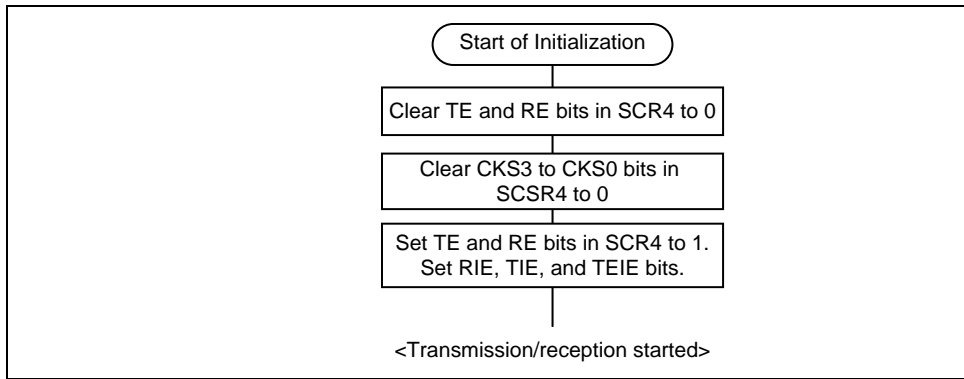 Start of Initialization
Clear TE and RE bits in SCR4 to 0
Clear CKS3 to CKS0 bits in
SCSR4 to 0
Set TE and RE bits in SCR4 to 1.
Set RIE, TIE, and TEIE bits.
<Transmission/reception started>